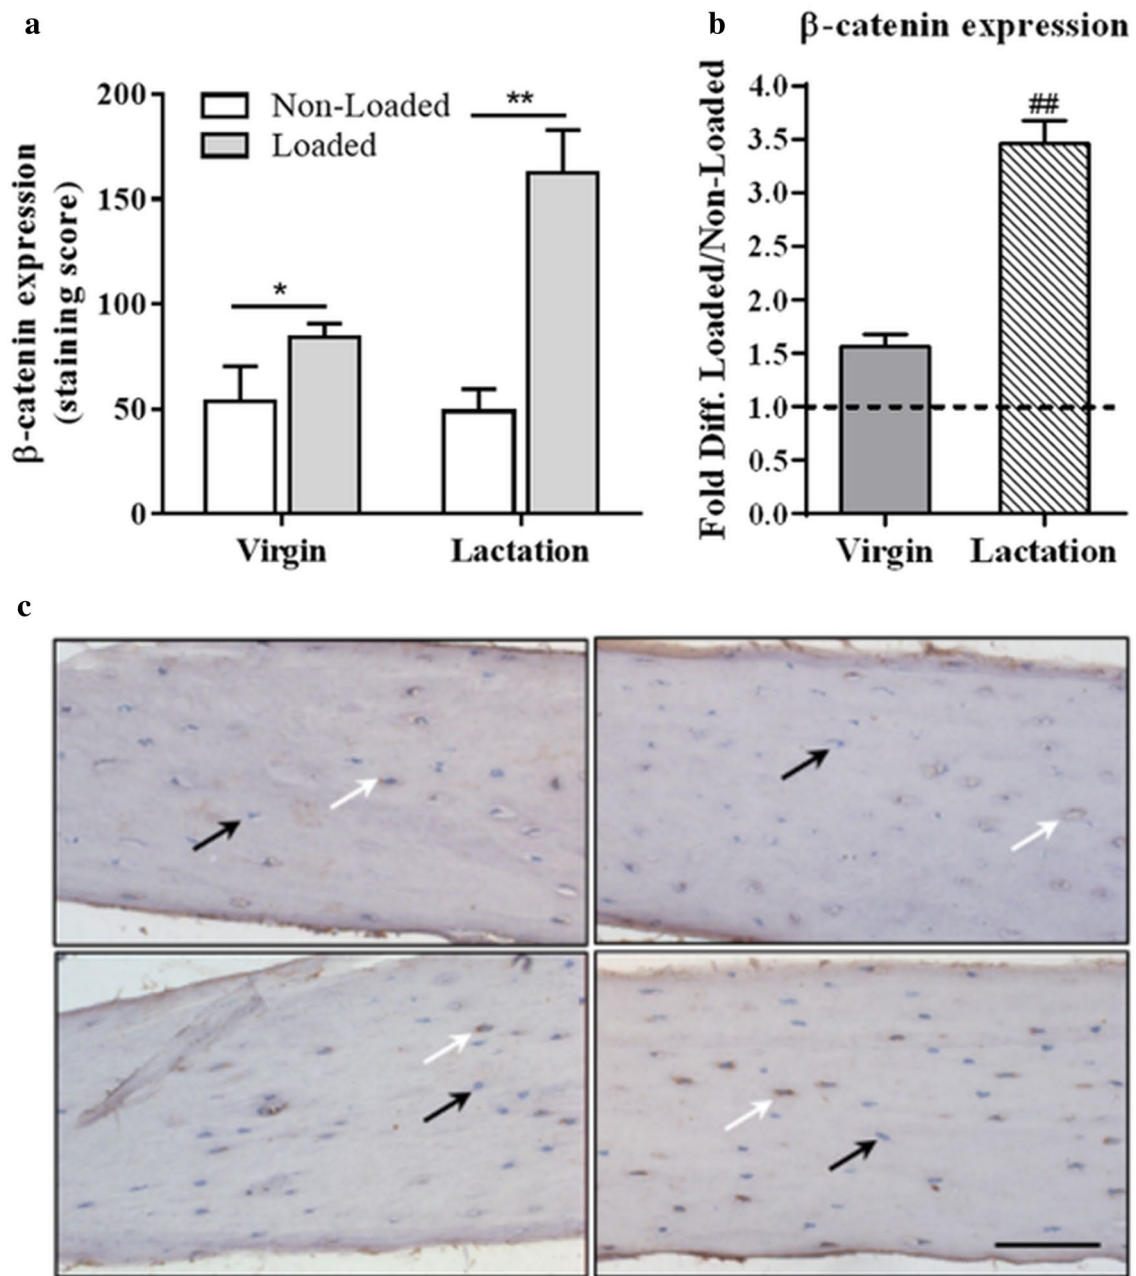 a
β-catenin expression
(staining score)
200
150
100
50
0
Non-Loaded
Loaded
*
**
Virgin
Lactation
b
β-catenin expression
Fold Diff. Loaded/Non-Loaded
4.0
3.5
3.0
2.5
2.0
1.5
1.0
0.5
0.0
##
Virgin
Lactation
c